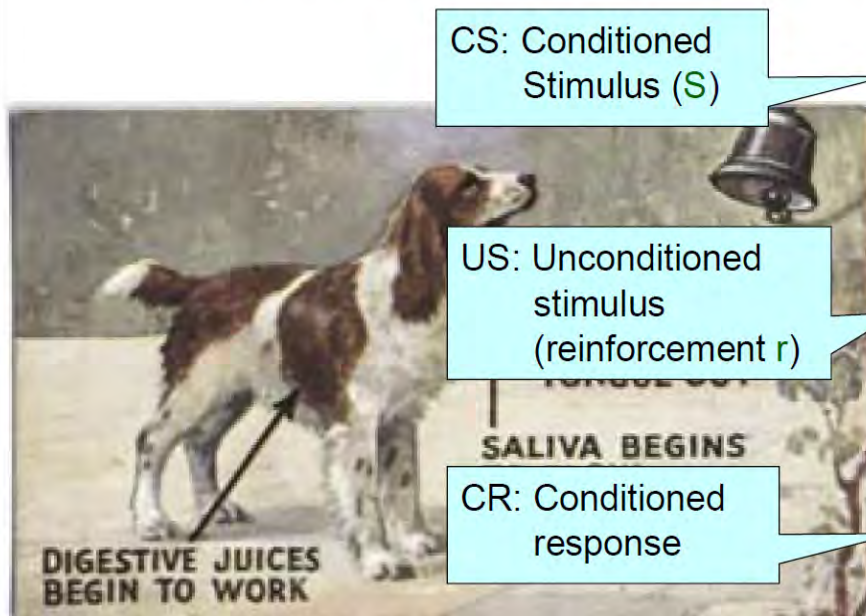 CS: Conditioned
Stimulus (S)
US: Unconditioned
stimulus
(reinforcement r)
SALIVA BEGINS
CR: Conditioned
response
DIGESTIVE JUICES
BEGIN TO WORK